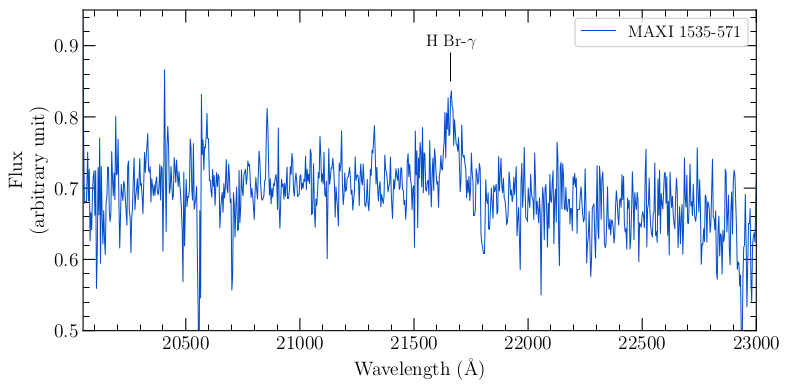 H Br-γ
MAXI 1535-571
0.9
0.8
0.7
0.6
0.5
Flux
(arbitrary unit)
20500 21000 21500 22000 22500 23000
Wavelength (Å)